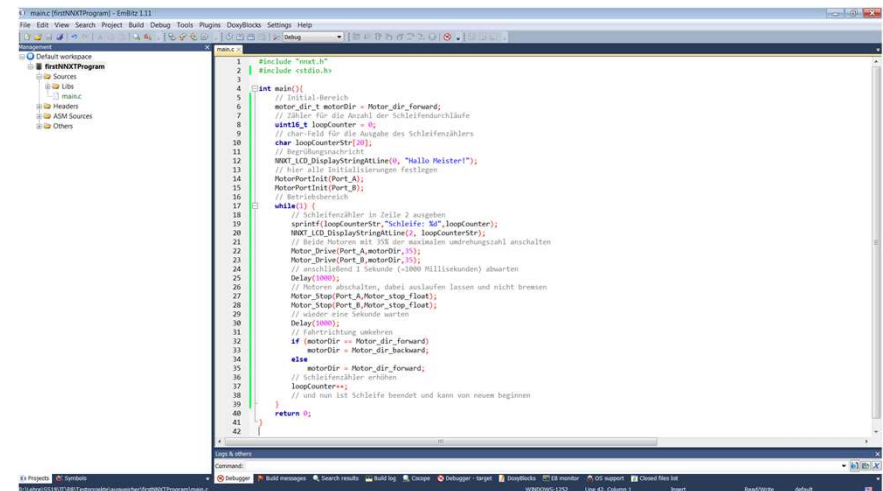 main.c [firstNNXTProgram] - EmBitz 1.11
File Edit View Search Project Build Debug Tools Plugins DoxyBlocks Settings Help
Debug
Management
Default workspace
firstNNXTProgram
Sources
Libs
main.c
Headers
ASM Sources
Others
main.c
1 #include "nnxt.h"
2 #include <stdio.h>
3
4 int main(){
5 // Initial-Bereich
6 motor_dir_t motorDir = Motor_dir_forward;
7 // Zähler für die Anzahl der Schleifendurchläufe
8 uint16_t loopCounter = 0;
9 // char-Feld für die Ausgabe des Schleifenzählers
10 char loopCounterStr[20];
11 // Begrüßungsnachricht
12 NNXT_LCD_DisplayStringAtLine(0, "Hallo Meister!");
13 // hier alle Initialisierungen festlegen
14 MotorPortInit(Port_A);
15 MotorPortInit(Port_B);
16 // Betriebsbereich
17 while(1) {
18 // Schleifenzähler in Zeile 2 ausgeben
19 sprintf(loopCounterStr,"Schleife: %d",loopCounter);
20 NNXT_LCD_DisplayStringAtLine(2, loopCounterStr);
21 // Beide Motoren mit 35% der maximalen umdrehungszahl anschalten
22 Motor_Drive(Port_A,motorDir,35);
23 Motor_Drive(Port_B,motorDir,35);
24 // anschließend 1 Sekunde (=1000 Millisekunden) abwarten
25 Delay(1000);
26 // Motoren abschalten, dabei auslaufen lassen und nicht bremsen
27 Motor_Stop(Port_A,Motor_stop_float);
28 Motor_Stop(Port_B,Motor_stop_float);
29 // wieder eine Sekunde warten
30 Delay(1000);
31 // Fahrtrichtung umkehren
32 if (motorDir == Motor_dir_forward)
33 motorDir = Motor_dir_backward;
34 else
35 motorDir = Motor_dir_forward;
36 // Schleifenzähler erhöhen
37 loopCounter++;
38 // und nun ist Schleife beendet und kann von neuem beginnen
39 }
40 return 0;
41 }
42
Logs & others
Command:
Projects Symbols
Debugger Build messages Search results Build log Cscope Debugger - target DoxyBlocks EB monitor OS support Closed files list
WINDOWS-1252 Line 42, Column 1 Insert Read/Write default